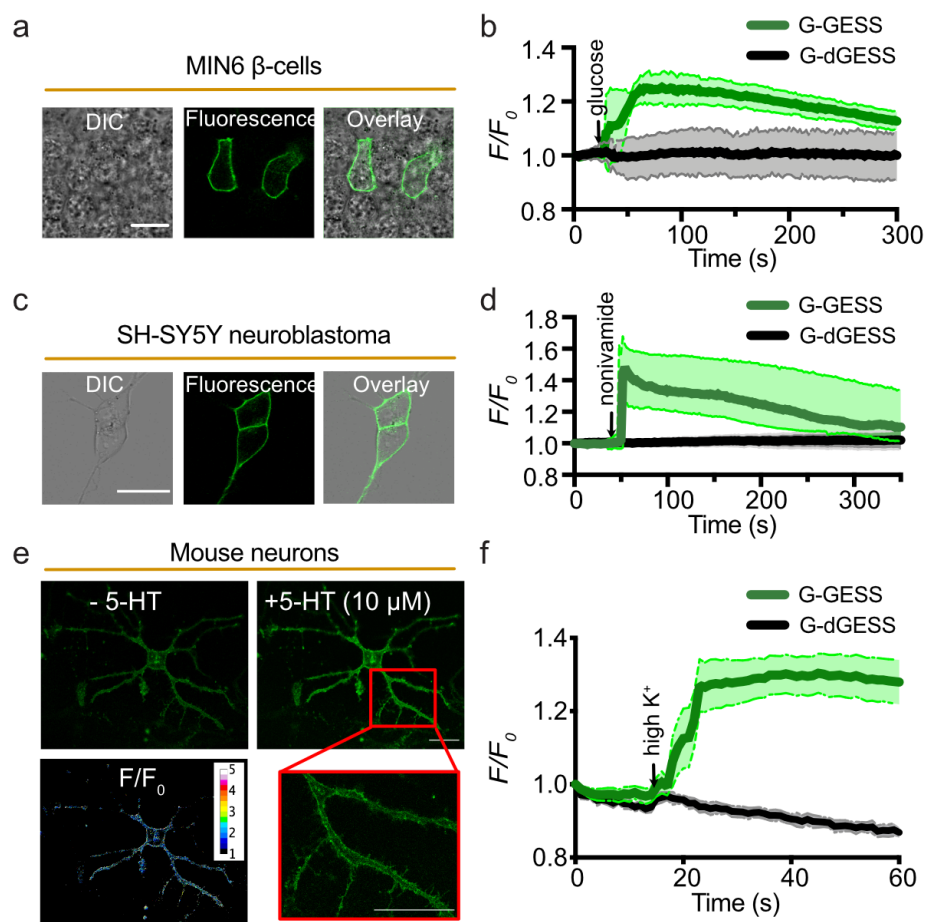 a
MIN6 β-cells
DIC
Fluorescence
Overlay
b
G-GESS
G-dGESS
glucose
F/F0
1.4
1.2
1.0
0.8
0
100
200
300
Time (s)
c
SH-SY5Y neuroblastoma
DIC
Fluorescence
Overlay
d
G-GESS
G-dGESS
nonivamide
F/F0
1.8
1.6
1.4
1.2
1.0
0.8
0
100
200
300
Time (s)
e
Mouse neurons
- 5-HT
+5-HT (10 µM)
F/F0
5
4
3
2
1
f
G-GESS
G-dGESS
high K+
F/F0
1.4
1.2
1.0
0.8
0
20
40
60
Time (s)